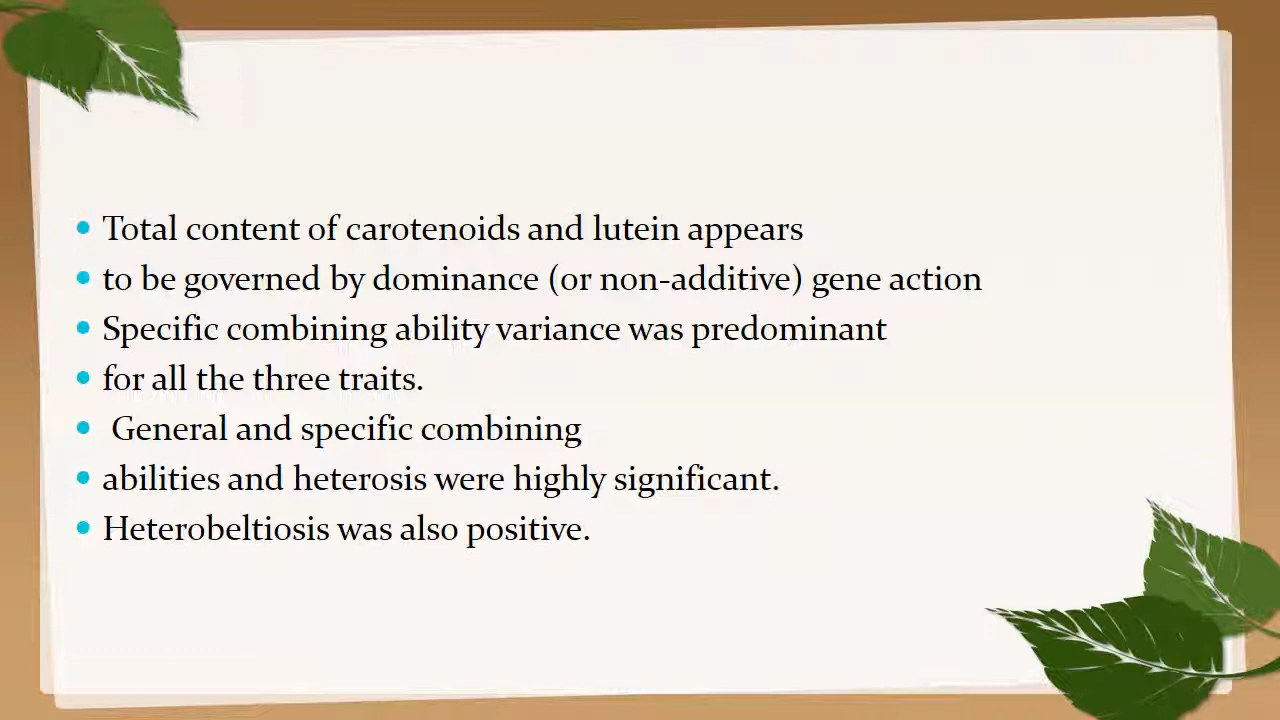 • Total content of carotenoids and lutein appears
• to be governed by dominance (or non-additive) gene action
• Specific combining ability variance was predominant
• for all the three traits.
• General and specific combining
• abilities and heterosis were highly significant.
• Heterobeltiosis was also positive.